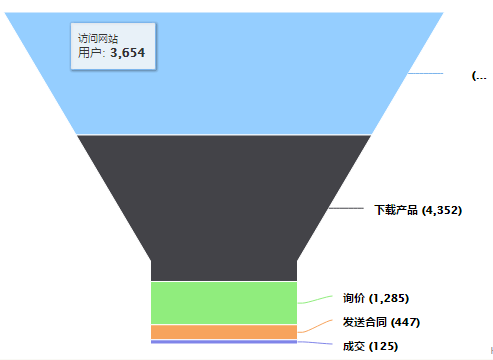 访问网站
用户: 3,654
(...
下载产品 (4,352)
询价 (1,285)
发送合同 (447)
成交 (125)